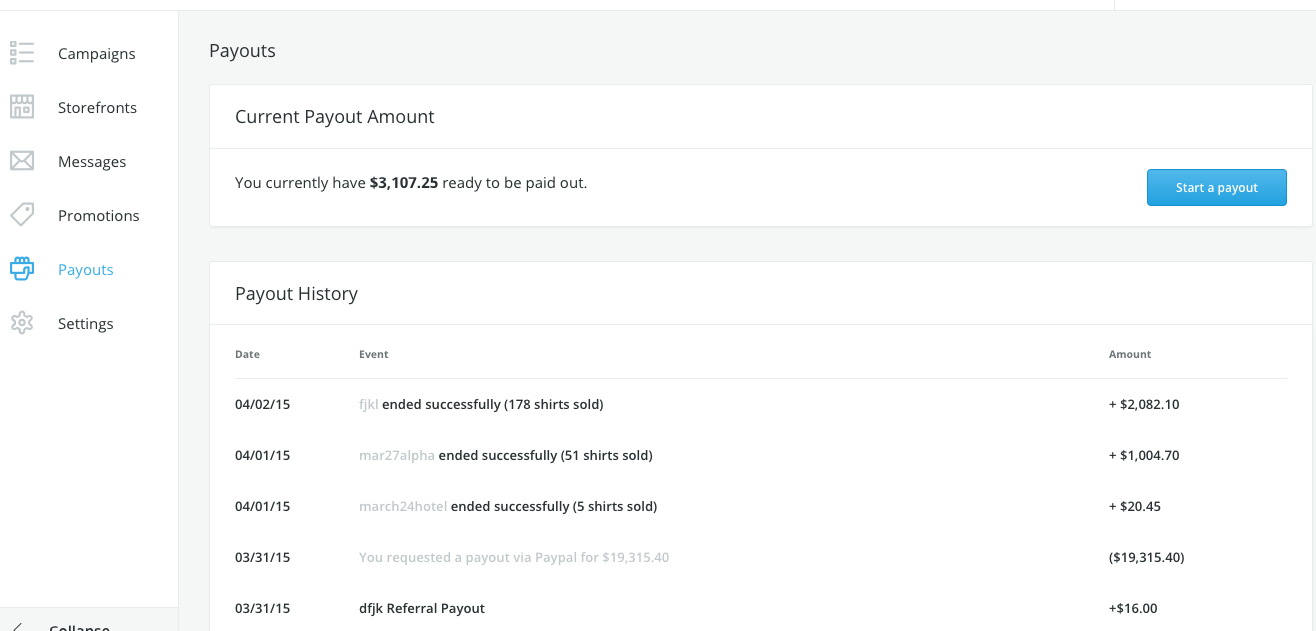 Campaigns
Storefronts
Messages
Promotions
Payouts
Settings
Collapse
Payouts
Current Payout Amount
You currently have $3,107.25 ready to be paid out.
Start a payout
Payout History
Date Event Amount
04/02/15 fjkl ended successfully (178 shirts sold) + $2,082.10
04/01/15 mar27alpha ended successfully (51 shirts sold) + $1,004.70
04/01/15 march24hotel ended successfully (5 shirts sold) + $20.45
03/31/15 You requested a payout via Paypal for $19,315.40 ($19,315.40)
03/31/15 dfjk Referral Payout +$16.00